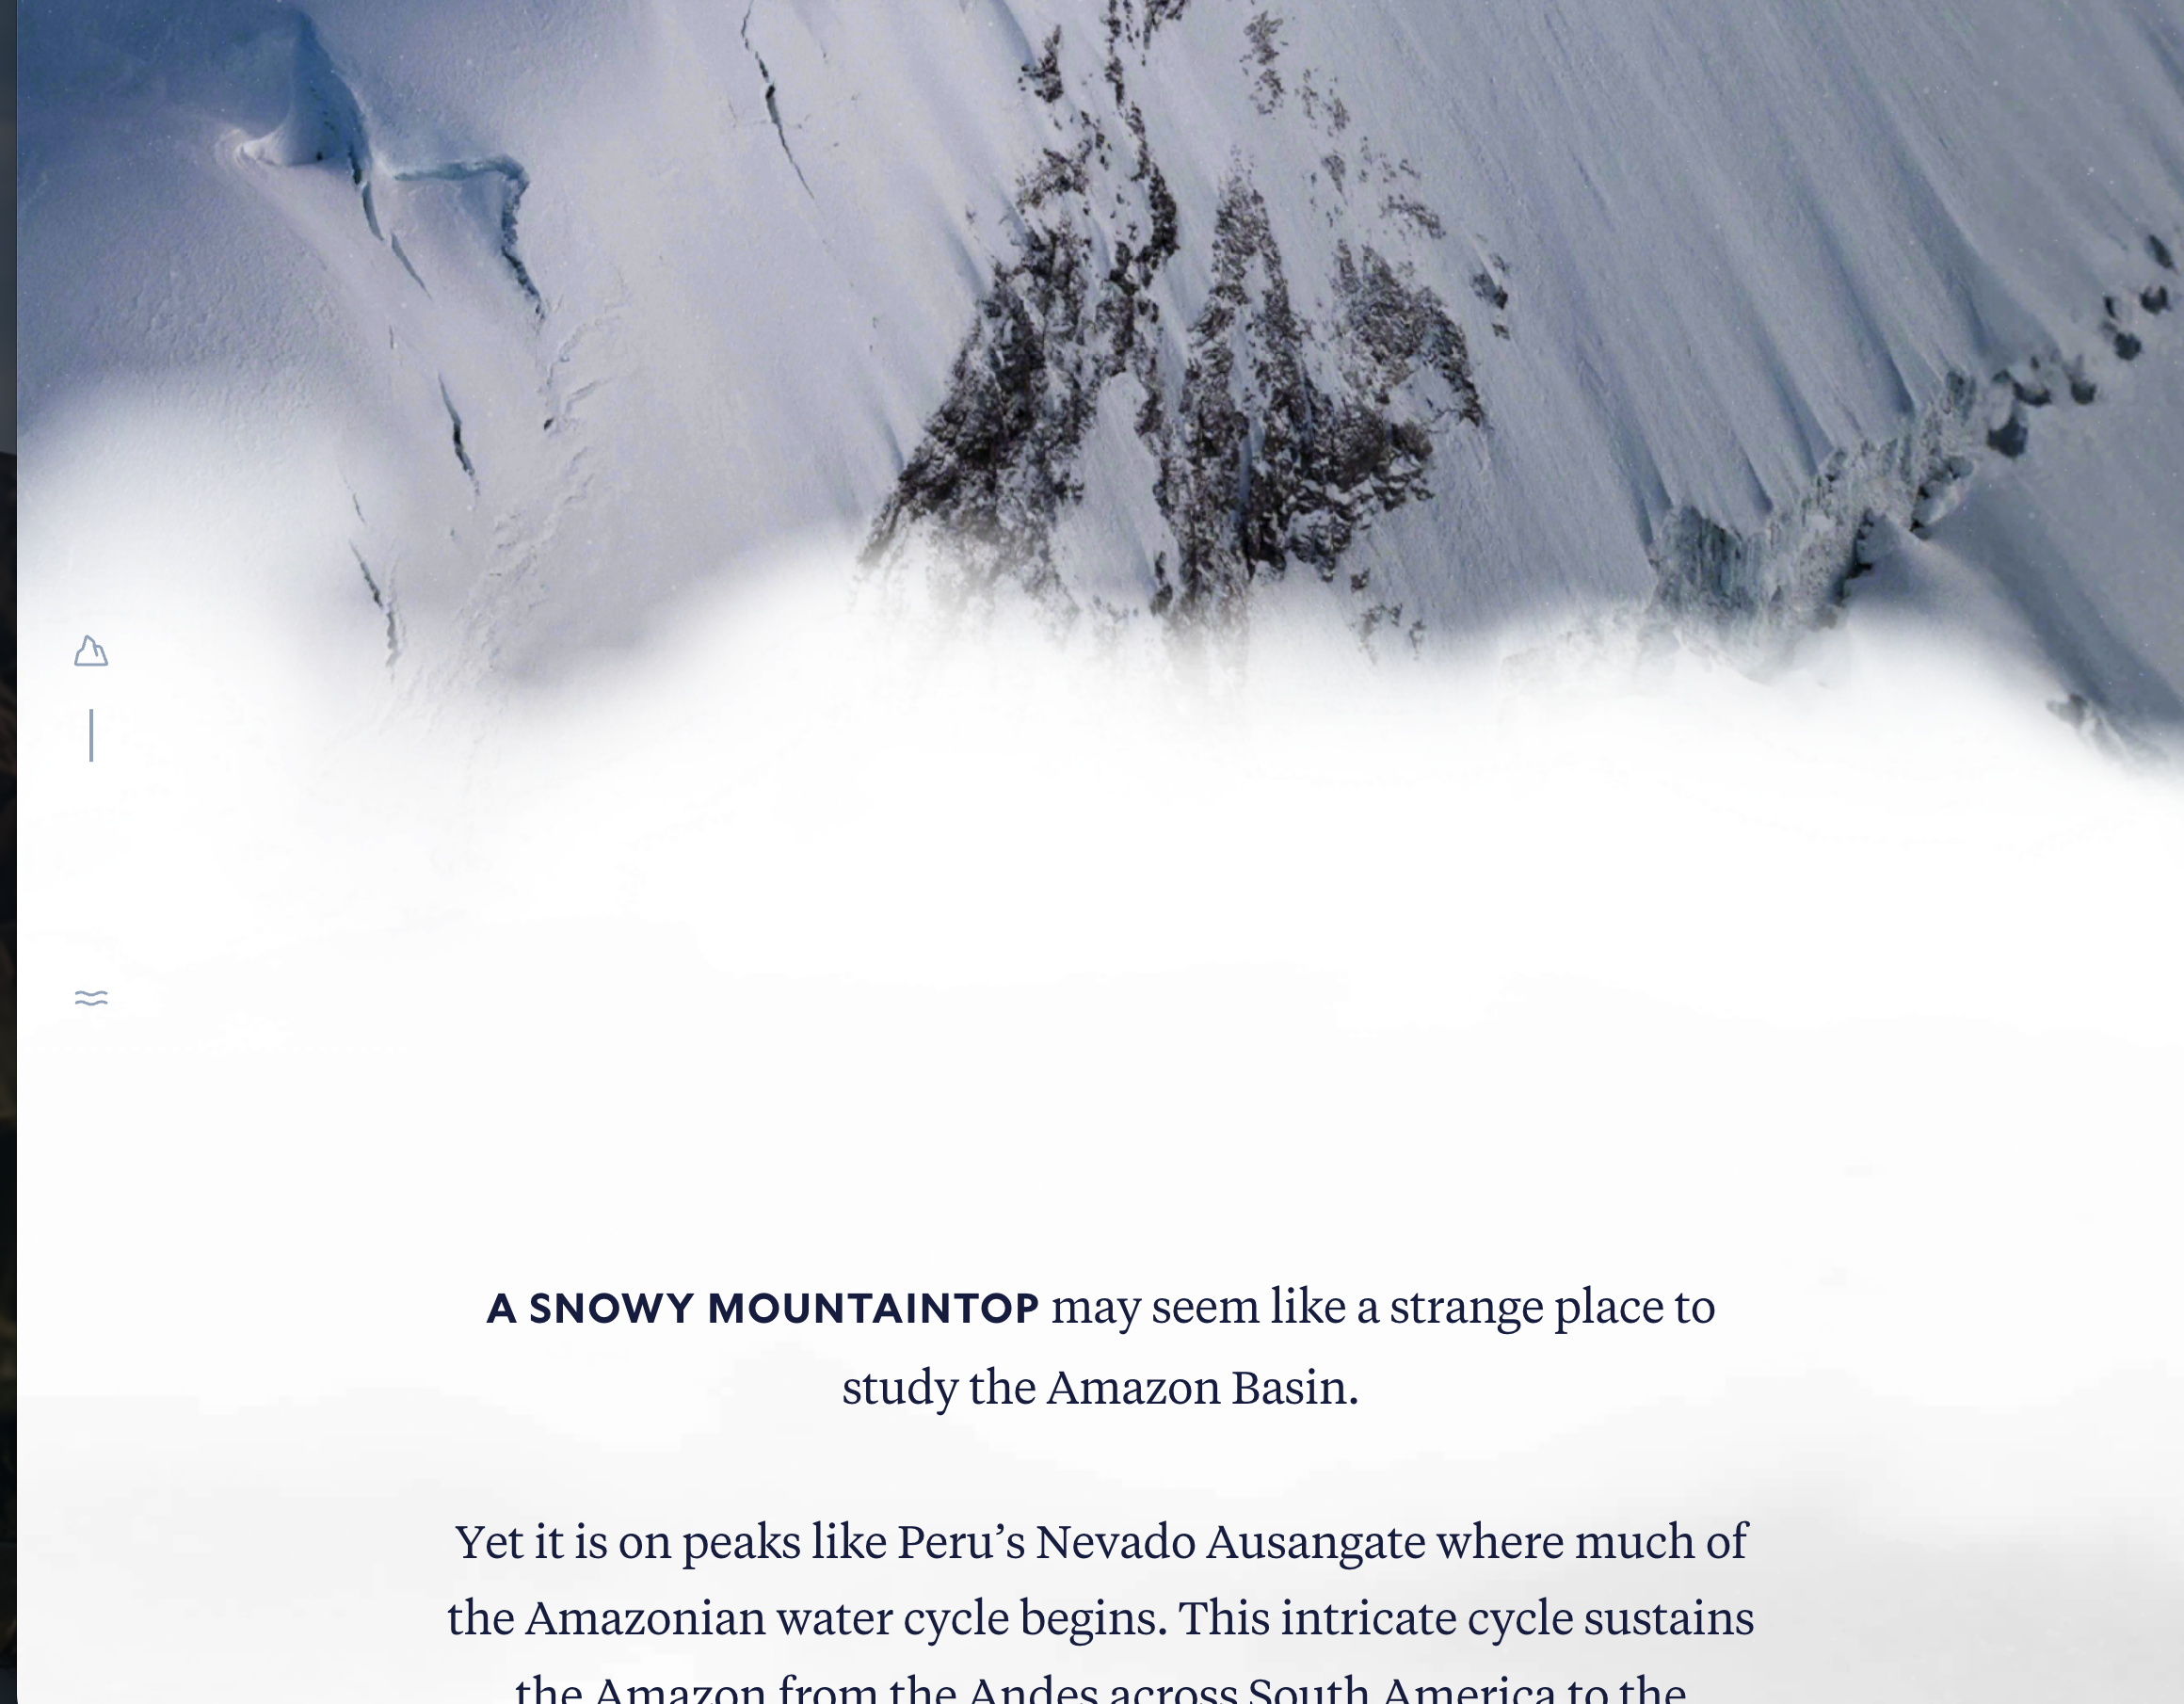 A SNOWY MOUNTAINTOP may seem like a strange place to
study the Amazon Basin.
Yet it is on peaks like Peru’s Nevado Ausangate where much of
the Amazonian water cycle begins. This intricate cycle sustains
the Amazon from the Andes across South America to the